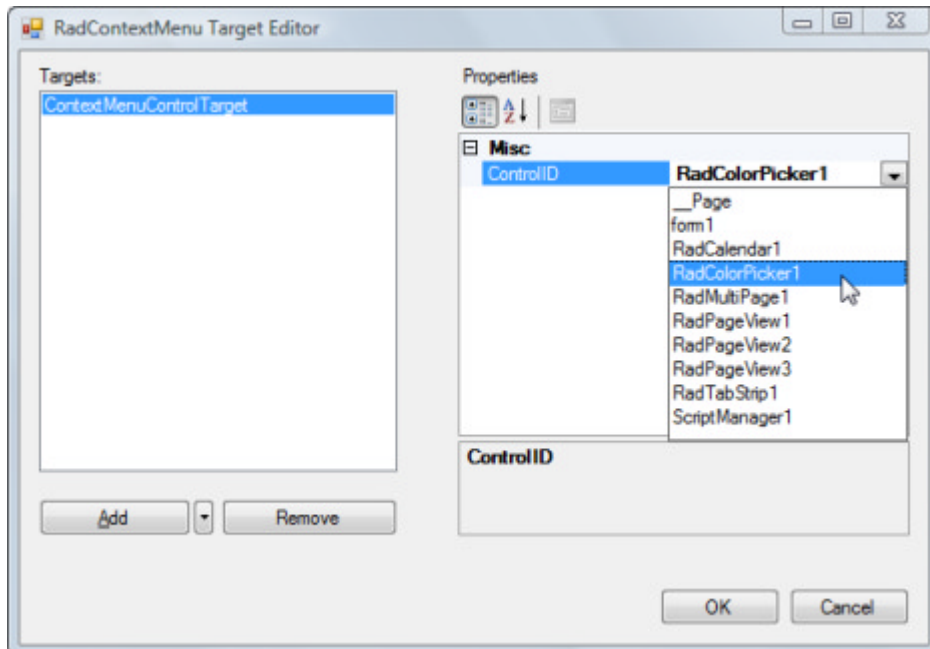 RadContextMenu Target Editor
Targets:
ContextMenuControlTarget
Add
Remove
Properties
Misc
ControlID RadColorPicker1
__Page
form1
RadCalendar1
RadColorPicker1
RadMultiPage1
RadPageView1
RadPageView2
RadPageView3
RadTabStrip1
ScriptManager1
ControlID
OK
Cancel